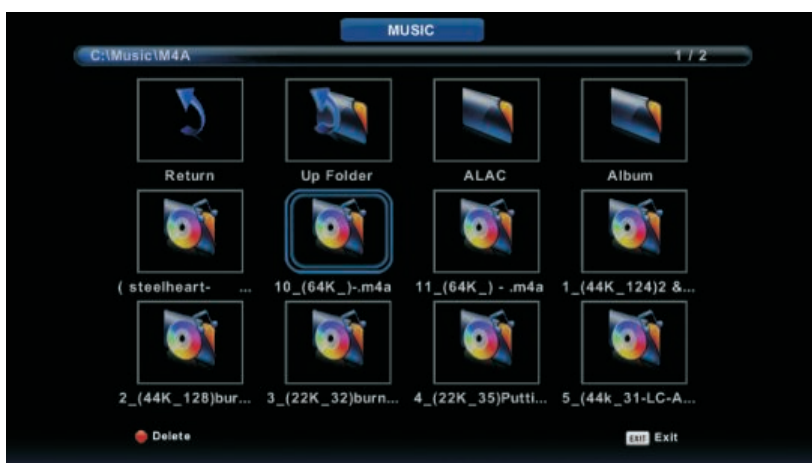 MUSIC
C:\Music\M4A 1 / 2
Return Up Folder ALAC Album
( steelheart- ... 10_(64K_)-.m4a 11_(64K_) - .m4a 1_(44K_124)2 &...
2_(44K_128)bur... 3_(22K_32)burn... 4_(22K_35)Putti... 5_(44k_31-LC-A...
Delete EXIT Exit